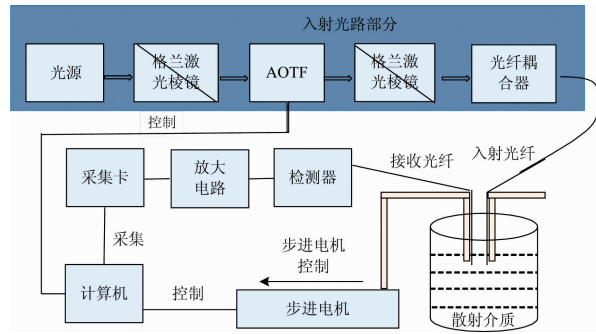 入射光路部分
光源
格兰激
光棱镜
AOTF
格兰激
光棱镜
光纤耦
合器
控制
接收光纤
入射光纤
采集卡
放大
电路
检测器
采集
步进电机
控制
计算机
控制
步进电机
散射介质